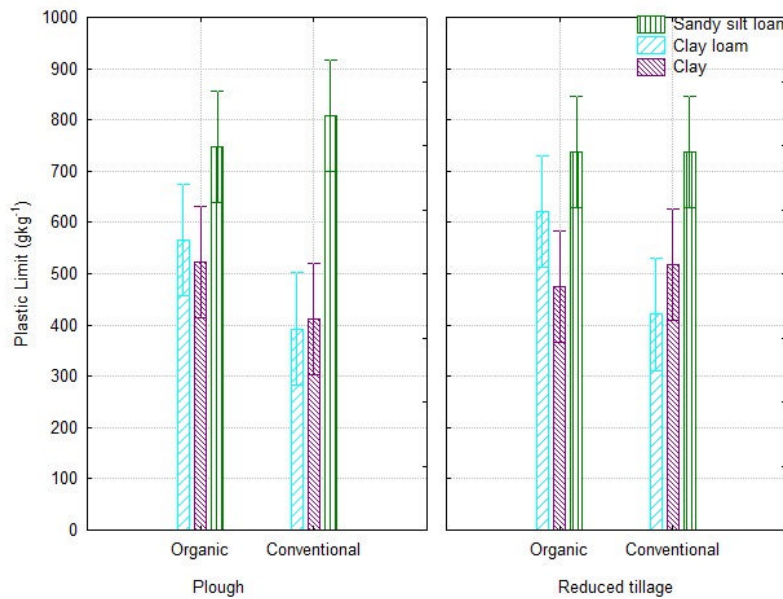 Plastic Limit (gkg-1)
1000
900
800
700
600
500
400
300
200
100
0
Sandy silt loam
Clay loam
Clay
Organic Conventional
Plough
Organic Conventional
Reduced tillage